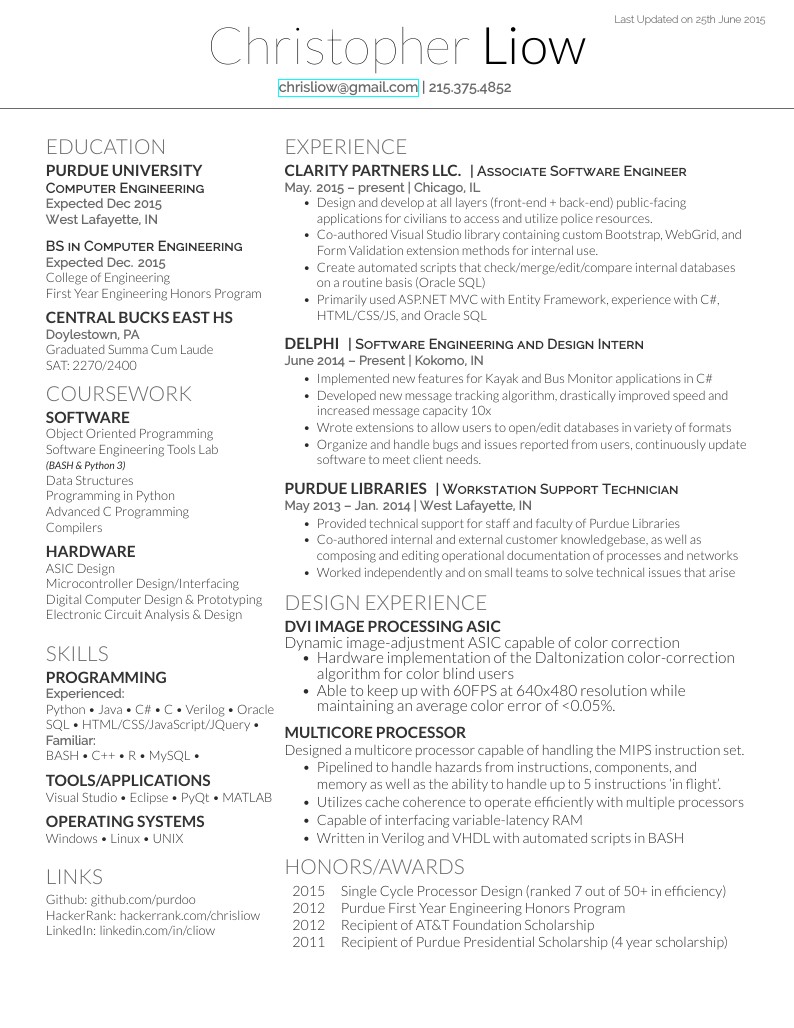 Last Updated on 25th June 2015
Christopher Liow
chrisliow@gmail.com | 215.375.4852
EDUCATION
PURDUE UNIVERSITY
Computer Engineering
Expected Dec 2015
West Lafayette, IN
BS in Computer Engineering
Expected Dec. 2015
College of Engineering
First Year Engineering Honors Program
CENTRAL BUCKS EAST HS
Doylestown, PA
Graduated Summa Cum Laude
SAT: 2270/2400
COURSEWORK
SOFTWARE
Object Oriented Programming
Software Engineering Tools Lab
(BASH & Python 3)
Data Structures
Programming in Python
Advanced C Programming
Compilers
HARDWARE
ASIC Design
Microcontroller Design/Interfacing
Digital Computer Design & Prototyping
Electronic Circuit Analysis & Design
SKILLS
PROGRAMMING
Experienced:
Python • Java • C# • C • Verilog • Oracle
SQL • HTML/CSS/JavaScript/JQuery •
Familiar:
BASH • C++ • R • MySQL •
TOOLS/APPLICATIONS
Visual Studio • Eclipse • PyQt • MATLAB
OPERATING SYSTEMS
Windows • Linux • UNIX
LINKS
Github: github.com/purdoo
HackerRank: hackerrank.com/chrisliow
LinkedIn: linkedin.com/in/cliow
EXPERIENCE
CLARITY PARTNERS LLC. | Associate Software Engineer
May. 2015 – present | Chicago, IL
• Design and develop at all layers (front-end + back-end) public-facing
applications for civilians to access and utilize police resources.
• Co-authored Visual Studio library containing custom Bootstrap, WebGrid, and
Form Validation extension methods for internal use.
• Create automated scripts that check/merge/edit/compare internal databases
on a routine basis (Oracle SQL)
• Primarily used ASP.NET MVC with Entity Framework, experience with C#,
HTML/CSS/JS, and Oracle SQL
DELPHI | Software Engineering and Design Intern
June 2014 – Present | Kokomo, IN
• Implemented new features for Kayak and Bus Monitor applications in C#
• Developed new message tracking algorithm, drastically improved speed and
increased message capacity 10x
• Wrote extensions to allow users to open/edit databases in variety of formats
• Organize and handle bugs and issues reported from users, continuously update
software to meet client needs.
PURDUE LIBRARIES | Workstation Support Technician
May 2013 – Jan. 2014 | West Lafayette, IN
• Provided technical support for staff and faculty of Purdue Libraries
• Co-authored internal and external customer knowledgebase, as well as
composing and editing operational documentation of processes and networks
• Worked independently and on small teams to solve technical issues that arise
DESIGN EXPERIENCE
DVI IMAGE PROCESSING ASIC
Dynamic image-adjustment ASIC capable of color correction
• Hardware implementation of the Daltonization color-correction
algorithm for color blind users
• Able to keep up with 60FPS at 640x480 resolution while
maintaining an average color error of <0.05%.
MULTICORE PROCESSOR
Designed a multicore processor capable of handling the MIPS instruction set.
• Pipelined to handle hazards from instructions, components, and
memory as well as the ability to handle up to 5 instructions ‘in flight’.
• Utilizes cache coherence to operate efficiently with multiple processors
• Capable of interfacing variable-latency RAM
• Written in Verilog and VHDL with automated scripts in BASH
HONORS/AWARDS
2015 Single Cycle Processor Design (ranked 7 out of 50+ in efficiency)
2012 Purdue First Year Engineering Honors Program
2012 Recipient of AT&T Foundation Scholarship
2011 Recipient of Purdue Presidential Scholarship (4 year scholarship)